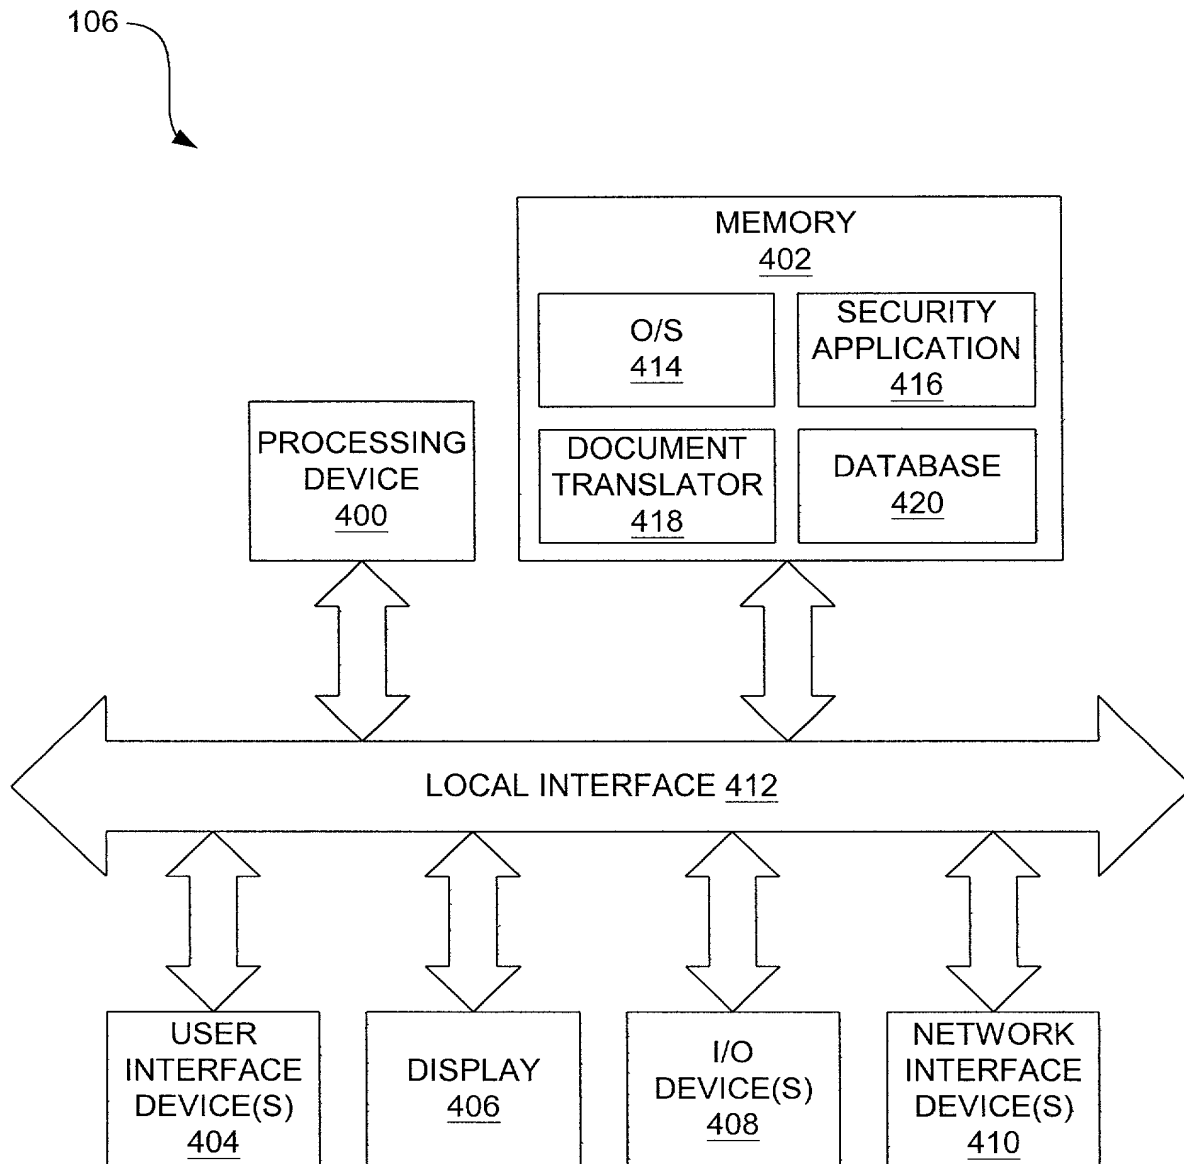 106
MEMORY
402
O/S
414
SECURITY
APPLICATION
416
DOCUMENT
TRANSLATOR
418
DATABASE
420
PROCESSING
DEVICE
400
LOCAL INTERFACE 412
USER
INTERFACE
DEVICE(S)
404
DISPLAY
406
I/O
DEVICE(S)
408
NETWORK
INTERFACE
DEVICE(S)
410